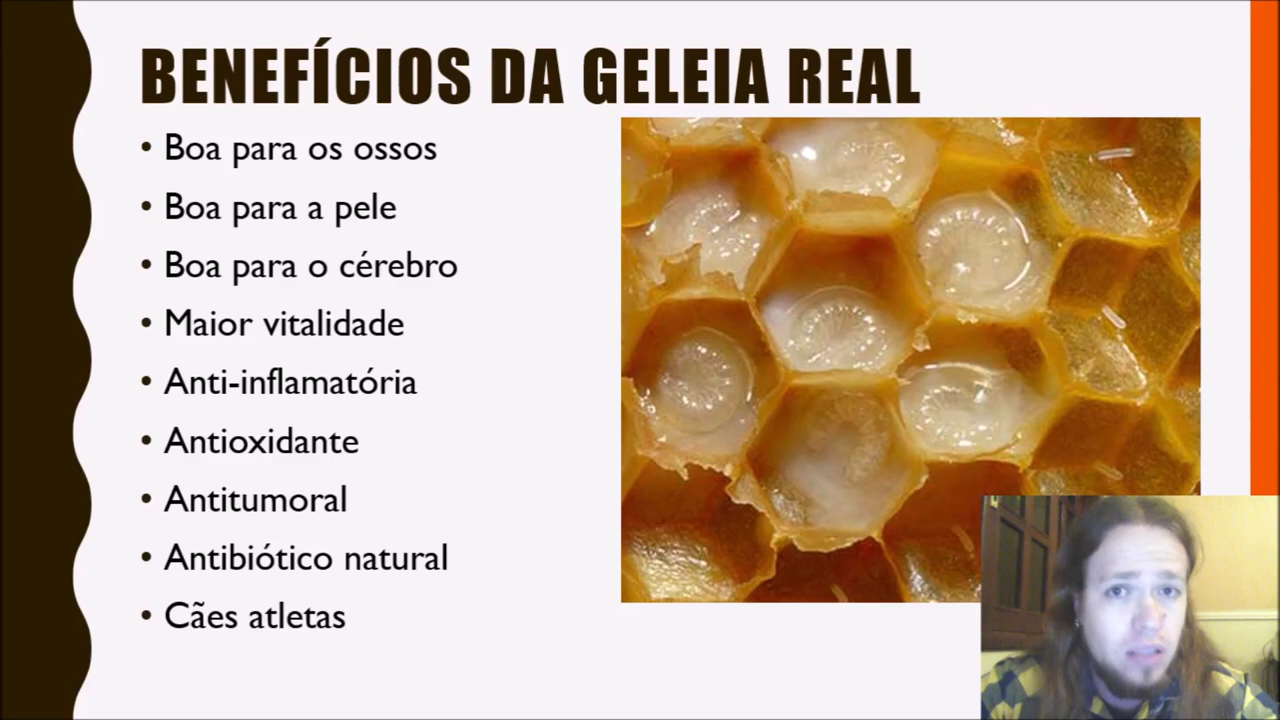 BENEFÍCIOS DA GELEIA REAL
• Boa para os ossos
• Boa para a pele
• Boa para o cérebro
• Maior vitalidade
• Anti-inflamatória
• Antioxidante
• Antitumoral
• Antibiótico natural
• Cães atletas